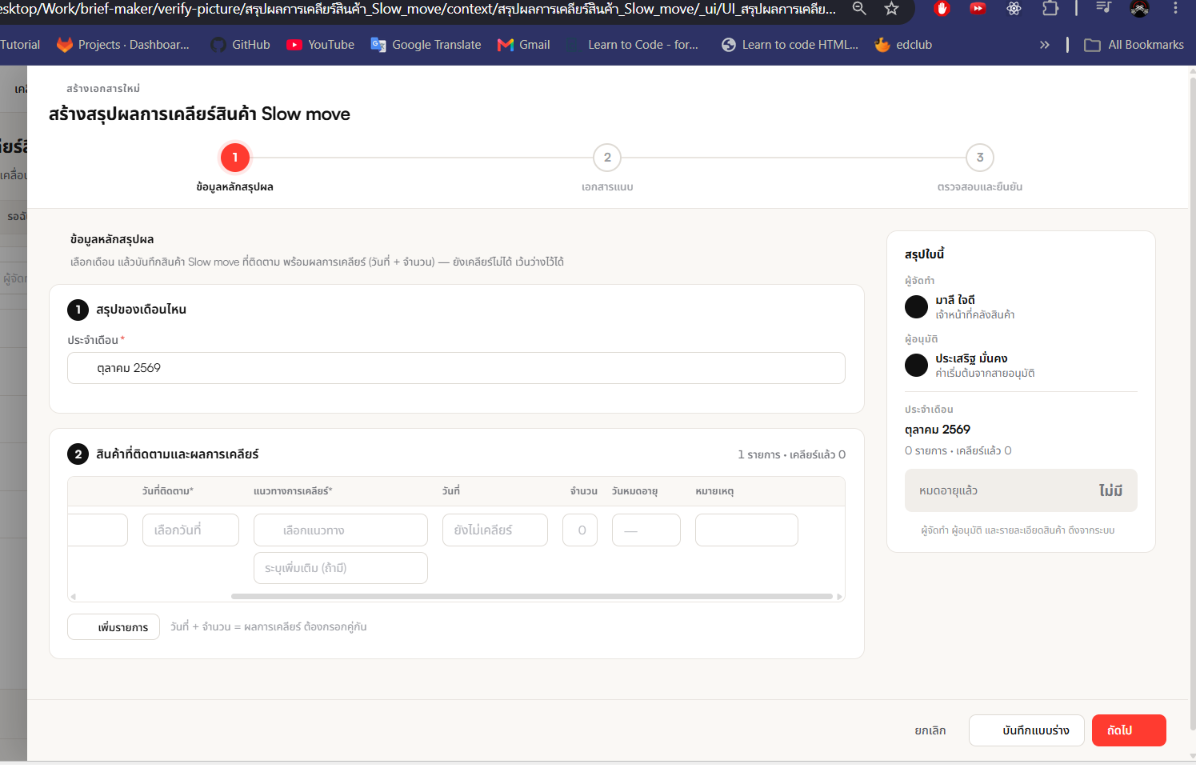 esktop/Work/brief-maker/verify-picture/สรุปผลการเคลียร์สินค้า_Slow_move/context/สรุปผลการเคลียร์สินค้า_Slow_move/_ui/UI_สรุปผลการเคลีย...
Tutorial Projects · Dashboar... GitHub YouTube Google Translate Gmail Learn to Code - for... Learn to code HTML... edclub » All Bookmarks
สร้างเอกสารใหม่
สร้างสรุปผลการเคลียร์สินค้า Slow move
1 2 3
ข้อมูลหลักสรุปผล เอกสารแนบ ตรวจสอบและยืนยัน
ข้อมูลหลักสรุปผล
เลือกเดือน แล้วบันทึกสินค้า Slow move ที่ติดตาม พร้อมผลการเคลียร์ (วันที่ + จำนวน) — ยังเคลียร์ไม่ได้ เว้นว่างไว้ได้
1 สรุปของเดือนไหน
ประจำเดือน*
ตุลาคม 2569
2 สินค้าที่ติดตามและผลการเคลียร์ 1 รายการ · เคลียร์แล้ว 0
วันที่ติดตาม* แนวทางการเคลียร์* วันที่ จำนวน วันหมดอายุ หมายเหตุ
เลือกวันที่ เลือกแนวทาง ยังไม่เคลียร์ 0 —
ระบุเพิ่มเติม (ถ้ามี)
เพิ่มรายการ วันที่ + จำนวน = ผลการเคลียร์ ต้องกรอกคู่กัน
สรุปใบนี้
ผู้จัดทำ
มาลี ใจดี
เจ้าหน้าที่คลังสินค้า
ผู้อนุมัติ
ประเสริฐ มั่นคง
ค่าเริ่มต้นจากสายอนุมัติ
ประจำเดือน
ตุลาคม 2569
0 รายการ · เคลียร์แล้ว 0
หมดอายุแล้ว ไม่มี
ผู้จัดทำ ผู้อนุมัติ และรายละเอียดสินค้า ดึงจากระบบ
ยกเลิก บันทึกแบบร่าง ถัดไป